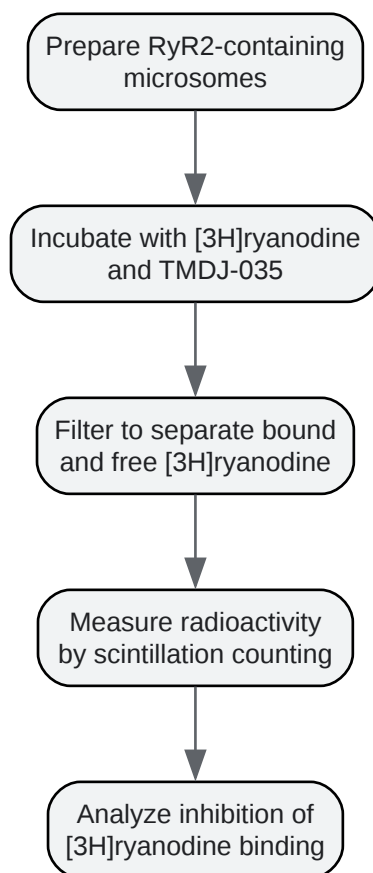 Prepare RyR2-containing
microsomes
Incubate with [3H]ryanodine
and TMDJ-035
Filter to separate bound
and free [3H]ryanodine
Measure radioactivity
by scintillation counting
Analyze inhibition of
[3H]ryanodine binding